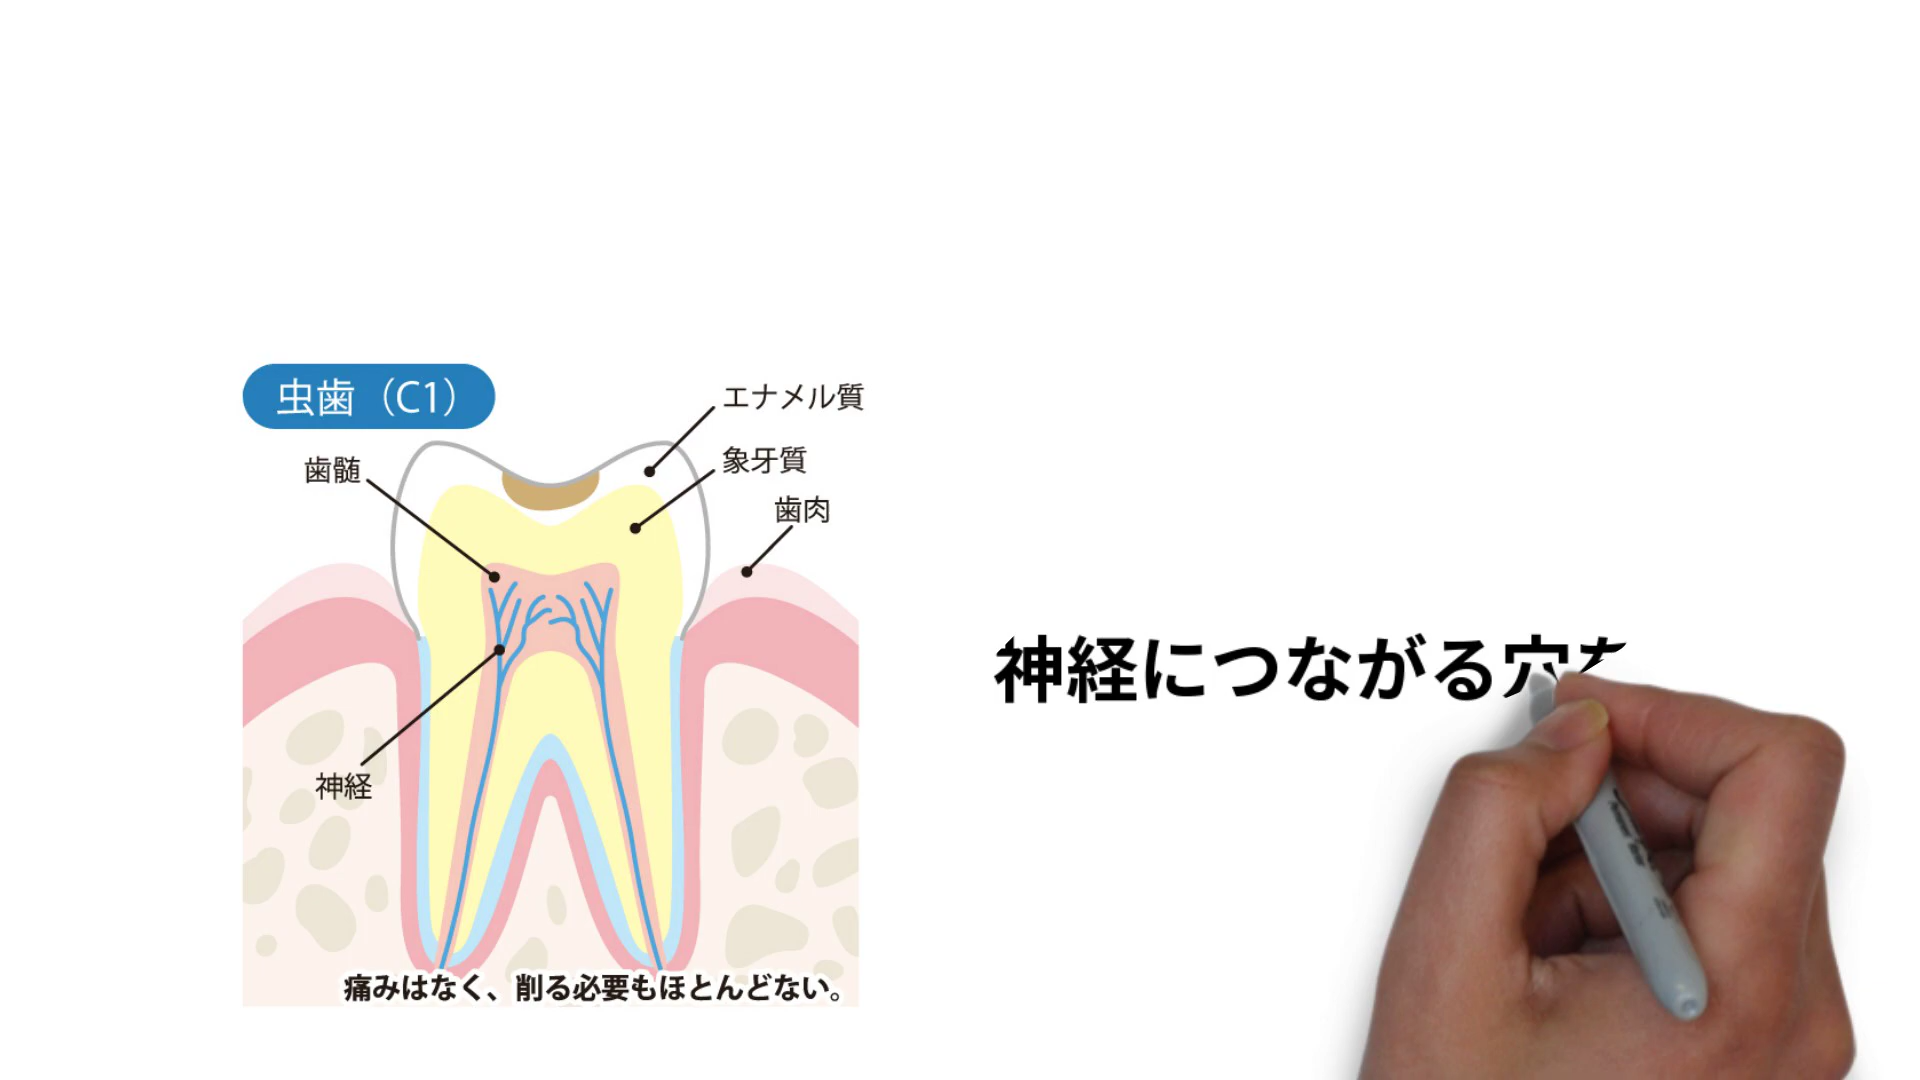 虫歯（C1）
エナメル質
象牙質
歯髄
歯肉
神経につながる穴を
神経
痛みはなく、削る必要もほとんどない。